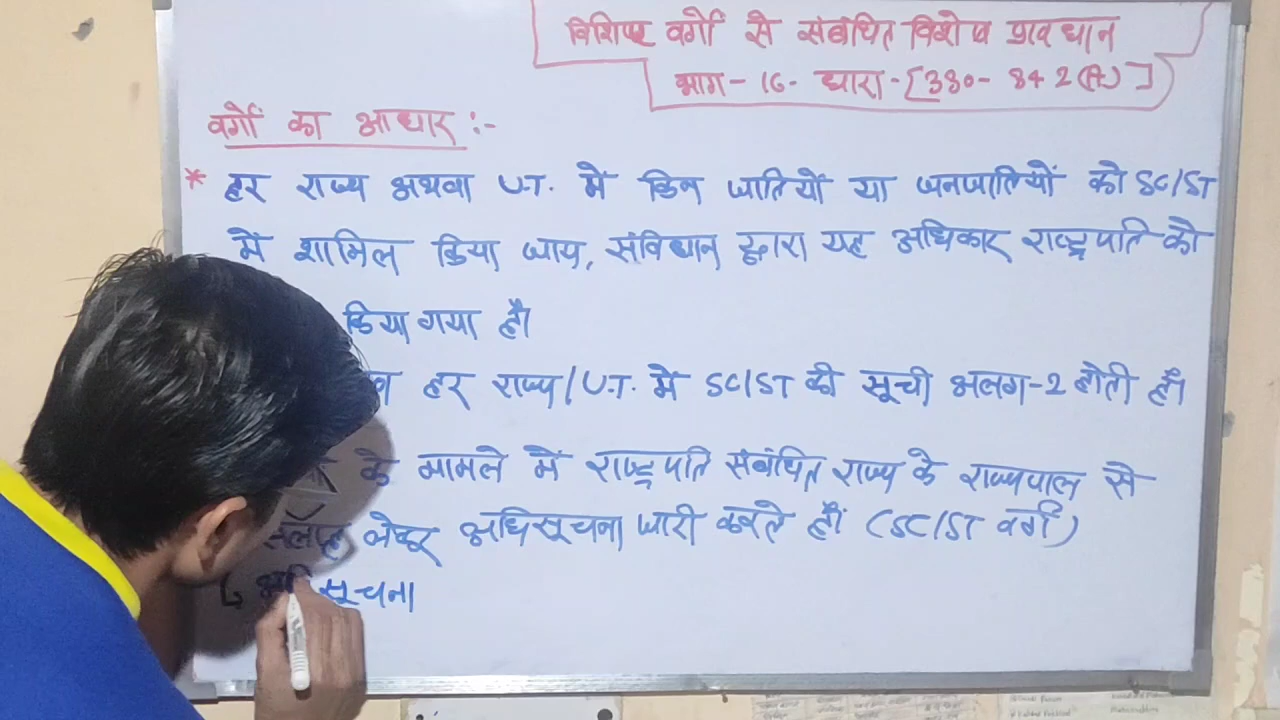 विशिष्ट वर्गों से संबंधित विशेष प्रावधान
भाग - 16 - धारा - [330 - 342(A)]
वर्गों का आधार :-
* हर राज्य अथवा U.T. में किन जातियों या जनजातियों को SC/ST
में शामिल किया जाय, संविधान द्वारा यह अधिकार राष्ट्रपति को
किया गया है।
हर राज्य/U.T. में SC/ST की सूची अलग-2 होती है।
के मामले में राष्ट्रपति संबंधित राज्य के राज्यपाल से
लेकर अधिसूचना जारी करते हैं। (SC/ST वर्ग)
↳ अधिसूचना